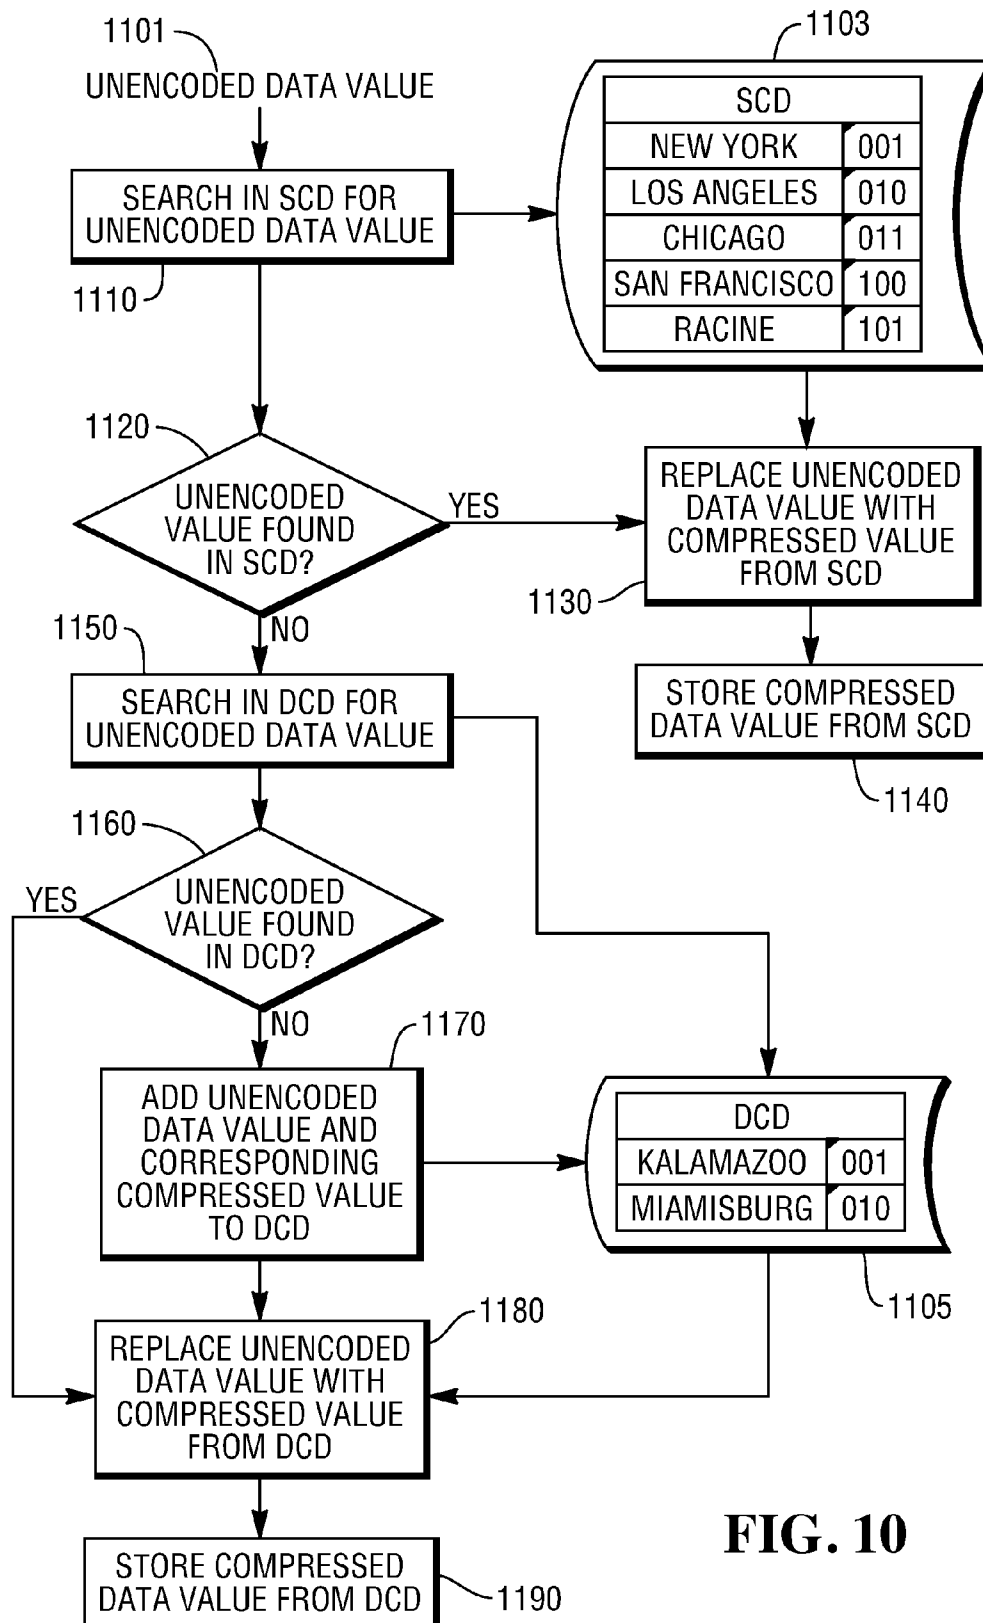 1101
UNENCODED DATA VALUE
1103
SCD
NEW YORK 001
LOS ANGELES 010
CHICAGO 011
SAN FRANCISCO 100
RACINE 101
SEARCH IN SCD FOR
UNENCODED DATA VALUE
1110
1120
UNENCODED
VALUE FOUND
IN SCD?
YES
NO
REPLACE UNENCODED
DATA VALUE WITH
COMPRESSED VALUE
FROM SCD
1130
STORE COMPRESSED
DATA VALUE FROM SCD
1140
1150
SEARCH IN DCD FOR
UNENCODED DATA VALUE
1160
UNENCODED
VALUE FOUND
IN DCD?
YES
NO
1170
ADD UNENCODED
DATA VALUE AND
CORRESPONDING
COMPRESSED VALUE
TO DCD
DCD
KALAMAZOO 001
MIAMISBURG 010
1105
1180
REPLACE UNENCODED
DATA VALUE WITH
COMPRESSED VALUE
FROM DCD
STORE COMPRESSED
DATA VALUE FROM DCD
1190
FIG. 10